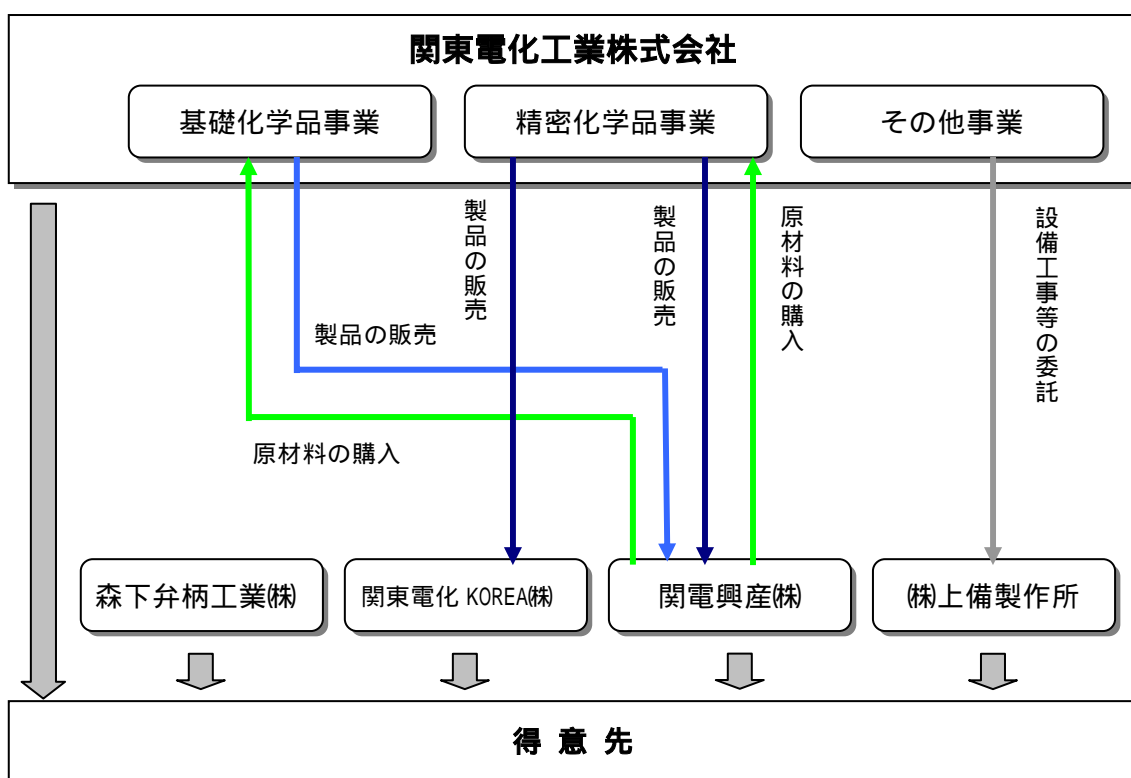 関東電化工業株式会社
基礎化学品事業
精密化学品事業
その他事業
製品の販売
製品の販売
原材料の購入
設備工事等の委託
製品の販売
原材料の購入
森下弁柄工業㈱
関東電化 KOREA㈱
関電興産㈱
㈱上備製作所
得 意 先